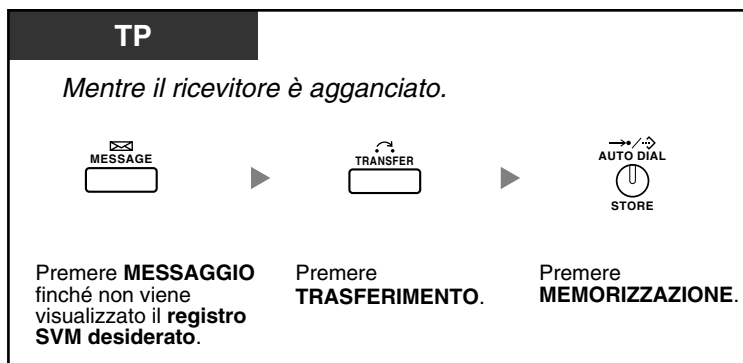 TP
Mentre il ricevitore è agganciato.
MESSAGE
TRANSFER
AUTO DIAL
STORE
Premere MESSAGGIO
finché non viene
visualizzato il registro
SVM desiderato.
Premere
TRASFERIMENTO.
Premere
MEMORIZZAZIONE.